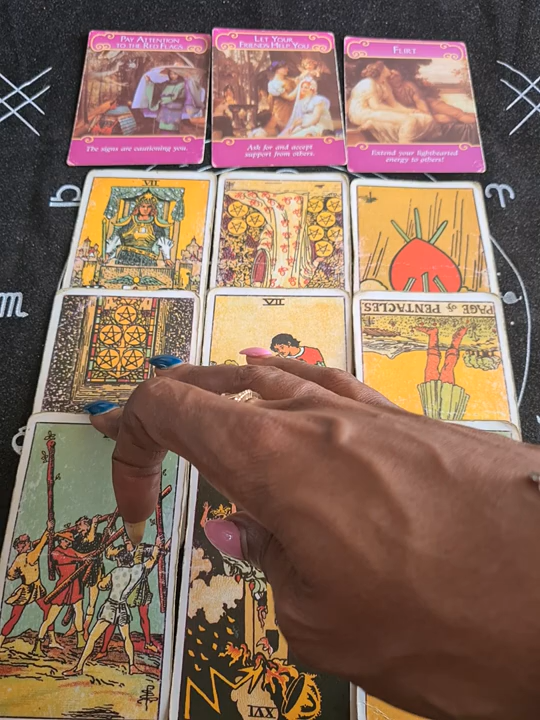 PAY ATTENTION
TO THE RED FLAGS
The signs are cautioning you.
LET YOUR
FRIENDS HELP YOU
Ask for and accept
support from others.
FLIRT
Extend your lighthearted
energy to others!
VII
VII
PAGE of PENTACLES
XVI